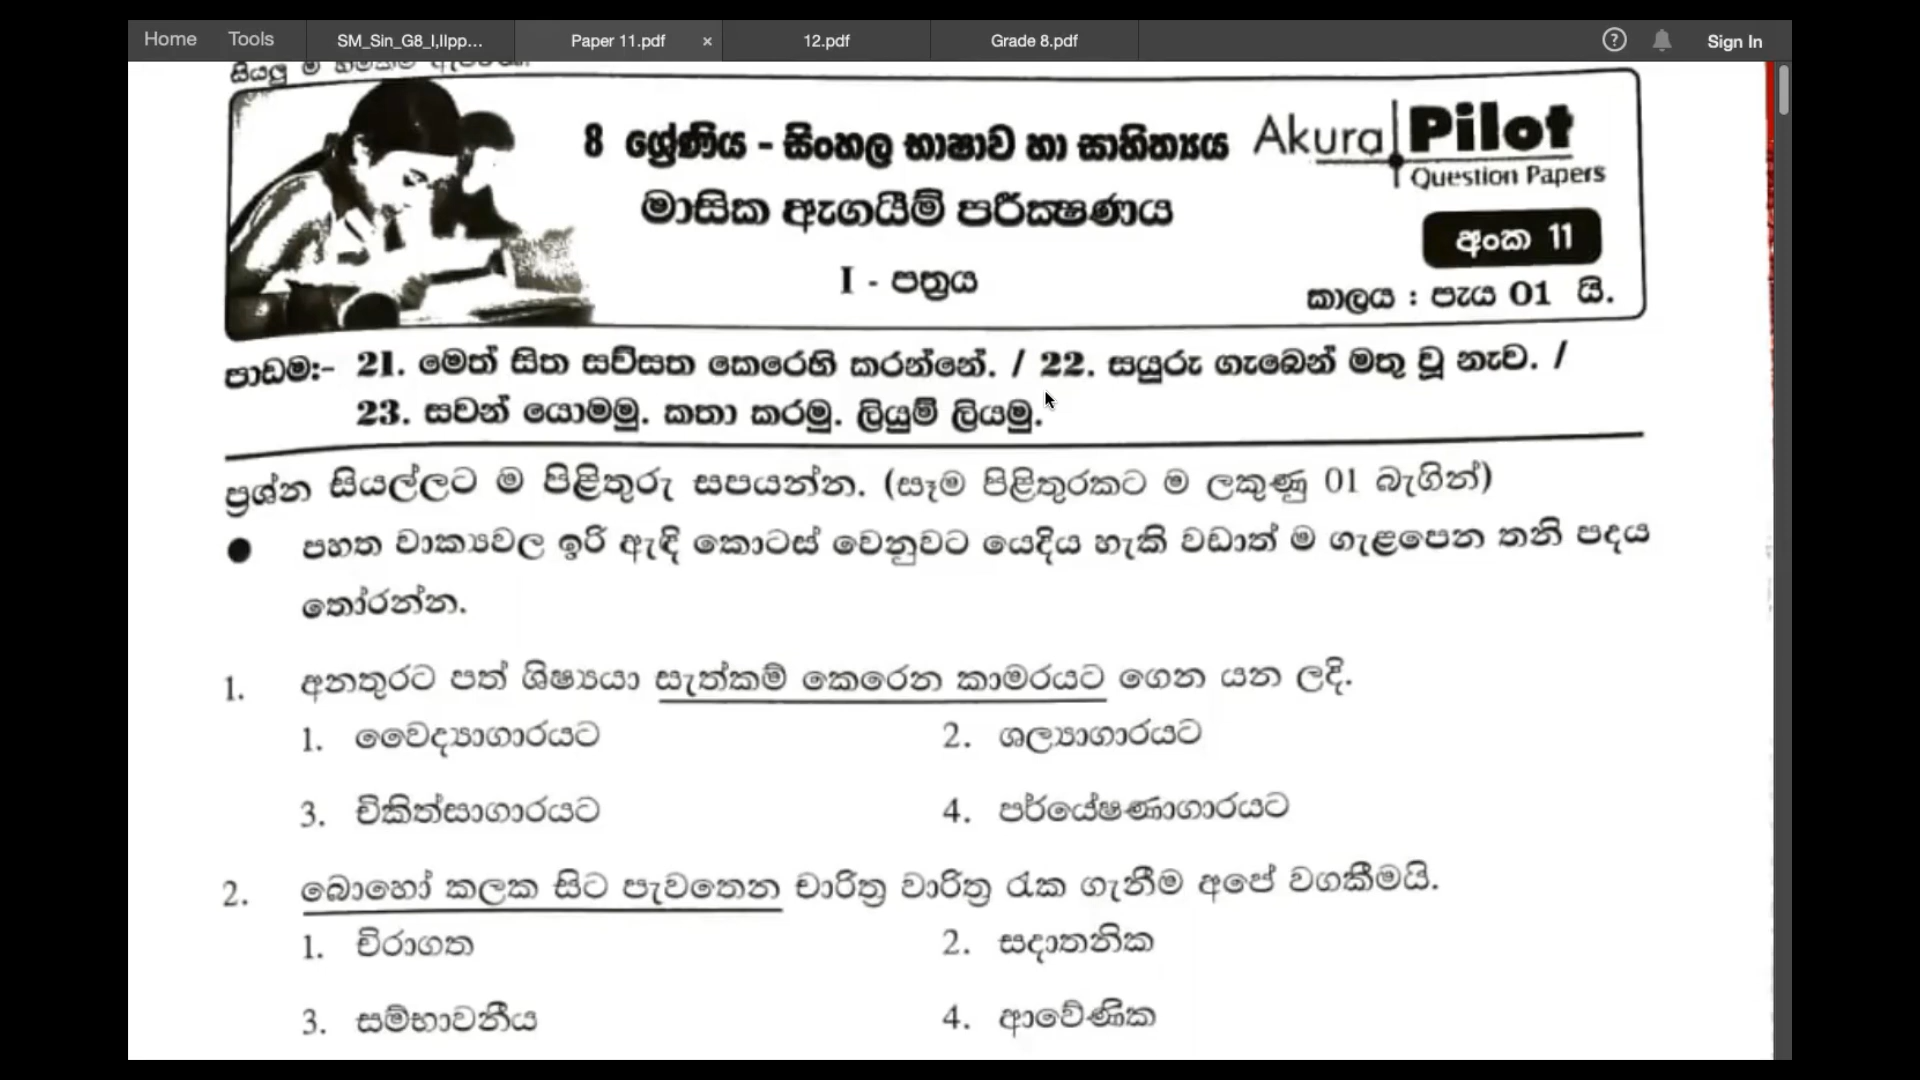 Home Tools SM_Sin_G8_I,IIpp... Paper 11.pdf × 12.pdf Grade 8.pdf ? Sign In
සියලු ම හිමිකම් ඇවිරිණි.
8 ශ්‍රේණිය - සිංහල භාෂාව හා සාහිත්‍යය
Akura Pilot
Question Papers
මාසික ඇගයීම් පරීක්ෂණය
අංක 11
I - පත්‍රය
කාලය : පැය 01 යි.
පාඩම:- 21. මෙත් සිත සව්සත කෙරෙහි කරන්නේ. / 22. සයුරු ගැබෙන් මතු වූ නැව. /
23. සවන් යොමමු. කතා කරමු. ලියුම් ලියමු.
ප්‍රශ්න සියල්ලට ම පිළිතුරු සපයන්න. (සෑම පිළිතුරකට ම ලකුණු 01 බැගින්)
● පහත වාක්‍යවල ඉරි ඇඳි කොටස් වෙනුවට යෙදිය හැකි වඩාත් ම ගැළපෙන තනි පදය
තෝරන්න.
1. අනතුරට පත් ශිෂ්‍යයා සැත්කම් කෙරෙන කාමරයට ගෙන යන ලදි.
1. වෛද්‍යාගාරයට 2. ශල්‍යාගාරයට
3. චිකිත්සාගාරයට 4. පර්යේෂණාගාරයට
2. බොහෝ කලක සිට පැවතෙන චාරිත්‍ර වාරිත්‍ර රැක ගැනීම අපේ වගකීමයි.
1. චිරාගත 2. සදාතනික
3. සම්භාවනීය 4. ආවේණික